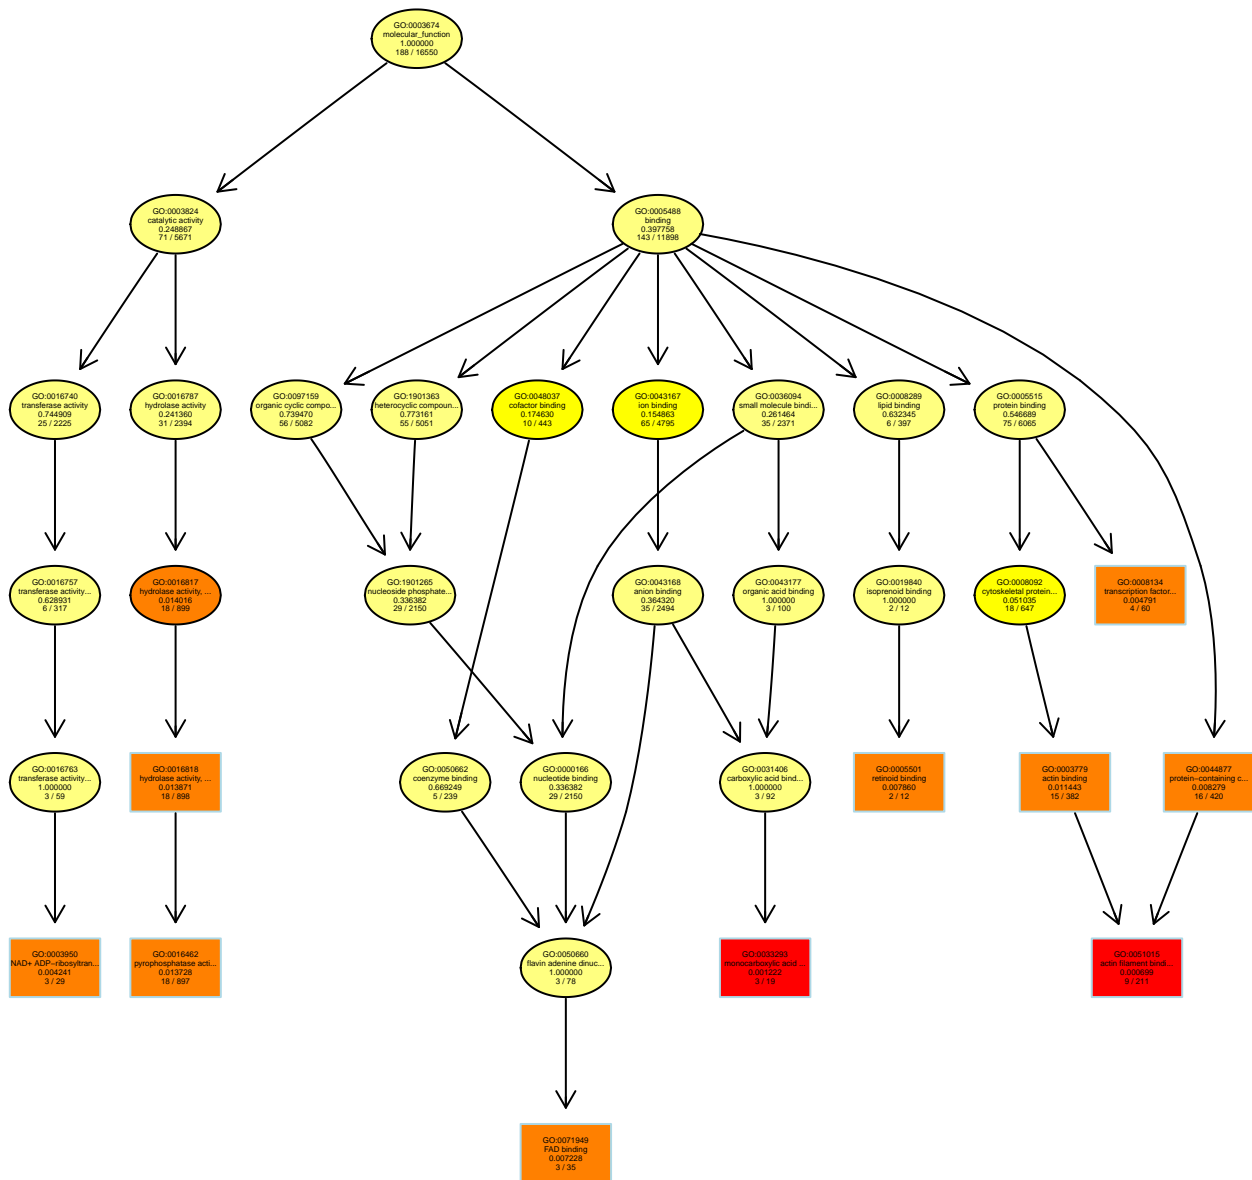 GO:0003674
molecular_function
1.000000
188 / 16550
GO:0003824
catalytic activity
0.248867
71 / 5671
GO:0005488
binding
0.397758
143 / 11898
GO:0016740
transferase activity
0.744909
25 / 2225
GO:0016787
hydrolase activity
0.241360
31 / 2394
GO:0097159
organic cyclic compo...
0.739470
56 / 5082
GO:1901363
heterocyclic compoun...
0.773161
55 / 5051
GO:0048037
cofactor binding
0.174630
10 / 443
GO:0043167
ion binding
0.154863
65 / 4795
GO:0036094
small molecule bindi...
0.261464
35 / 2371
GO:0008289
lipid binding
0.632345
6 / 397
GO:0005515
protein binding
0.546689
75 / 6065
GO:0016757
transferase activity...
0.628931
6 / 317
GO:0016817
hydrolase activity, ...
0.014016
18 / 899
GO:1901265
nucleoside phosphate...
0.336382
29 / 2150
GO:0043168
anion binding
0.364320
35 / 2494
GO:0043177
organic acid binding
1.000000
3 / 100
GO:0019840
isoprenoid binding
1.000000
2 / 12
GO:0008092
cytoskeletal protein...
0.051035
18 / 647
GO:0008134
transcription factor...
0.004791
4 / 60
GO:0016763
transferase activity...
1.000000
3 / 59
GO:0016818
hydrolase activity, ...
0.013871
18 / 898
GO:0050662
coenzyme binding
0.669249
5 / 239
GO:0000166
nucleotide binding
0.336382
29 / 2150
GO:0031406
carboxylic acid bind...
1.000000
3 / 92
GO:0005501
retinoid binding
0.007860
2 / 12
GO:0003779
actin binding
0.011443
15 / 382
GO:0044877
protein−containing c...
0.008279
16 / 420
GO:0003950
NAD+ ADP−ribosyltran...
0.004241
3 / 29
GO:0016462
pyrophosphatase acti...
0.013728
18 / 897
GO:0050660
flavin adenine dinuc...
1.000000
3 / 78
GO:0033293
monocarboxylic acid ...
0.001222
3 / 19
GO:0051015
actin filament bindi...
0.000699
9 / 211
GO:0071949
FAD binding
0.007228
3 / 35